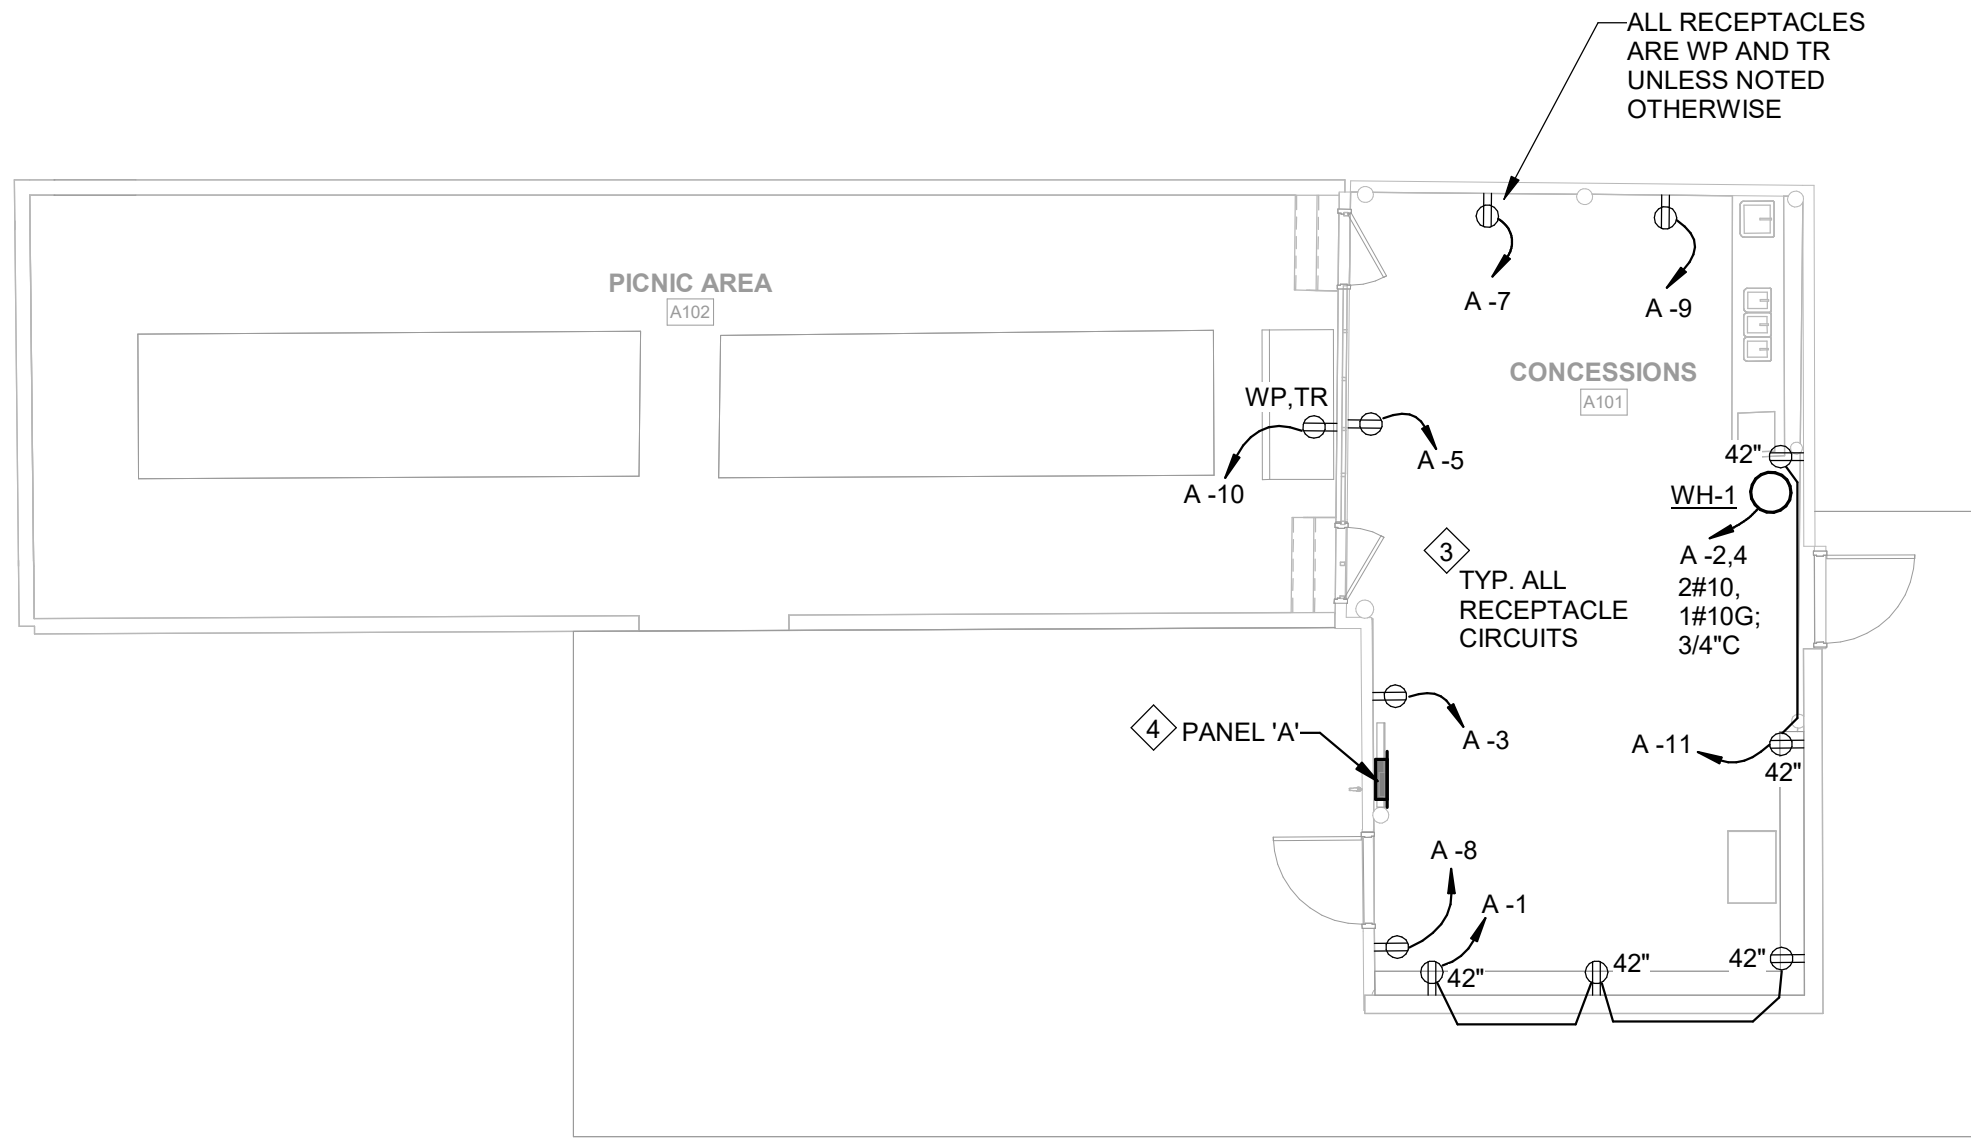 ALL RECEPTACLES
ARE WP AND TR
UNLESS NOTED
OTHERWISE
PICNIC AREA
A102
A -7
A -9
CONCESSIONS
A101
WP,TR
A -10
A -5
42"
WH-1
A -2,4
2#10,
1#10G;
3/4"C
3
TYP. ALL
RECEPTACLE
CIRCUITS
4 PANEL 'A'
A -3
A -11
42"
A -8
A -1
42"
42"
42"